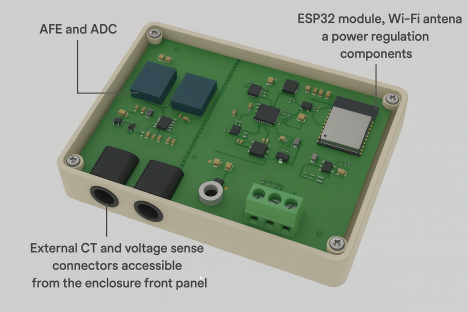 AFE and ADC
ESP32 module, Wi-Fi antena
a power regulation
components
External CT and voltage sense
connectors accessible
from the enclosure front panel